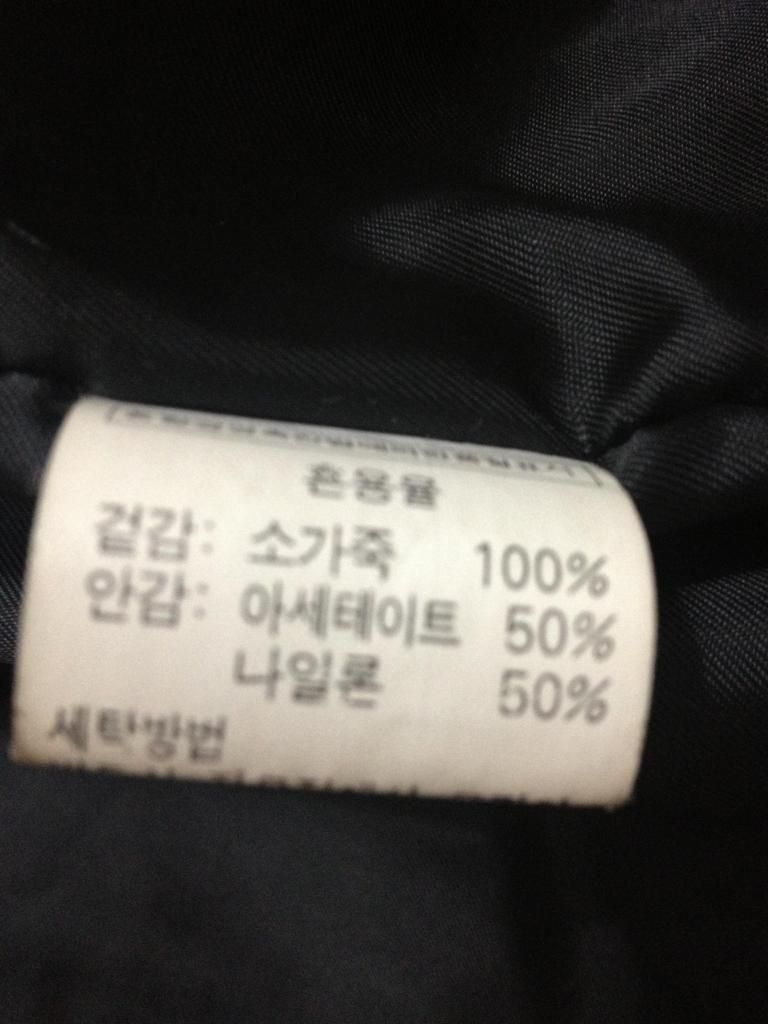 혼용율
겉감: 소가죽 100%
안감: 아세테이트 50%
나일론 50%
세탁방법